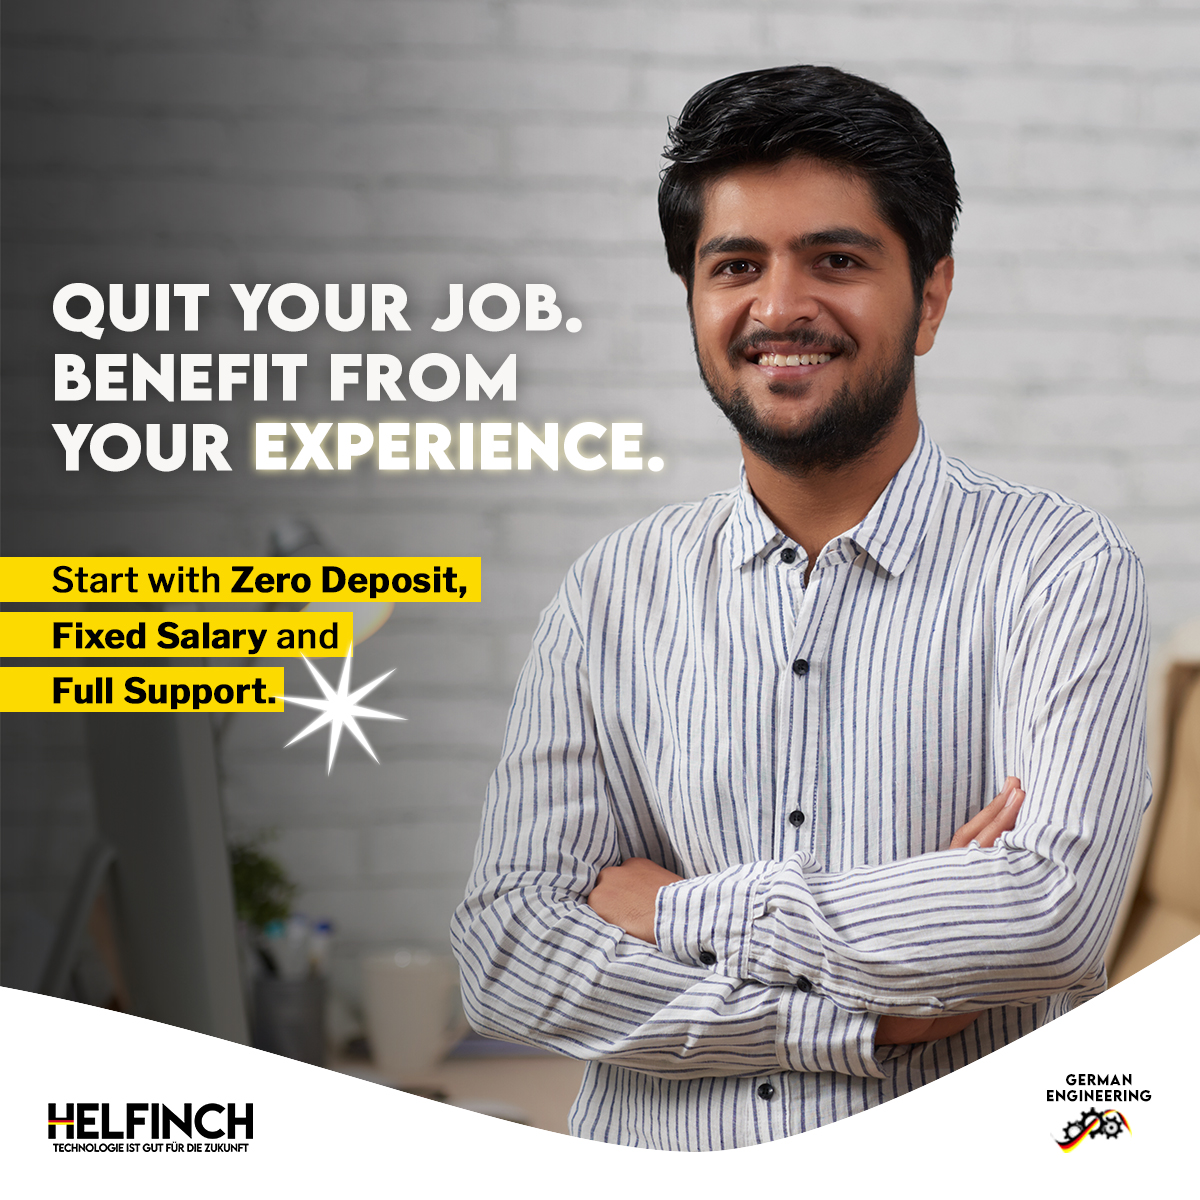 QUIT YOUR JOB.
BENEFIT FROM
YOUR EXPERIENCE.
Start with Zero Deposit,
Fixed Salary and
Full Support.
HELFINCH
TECHNOLOGIE IST GUT FÜR DIE ZUKUNFT
GERMAN
ENGINEERING